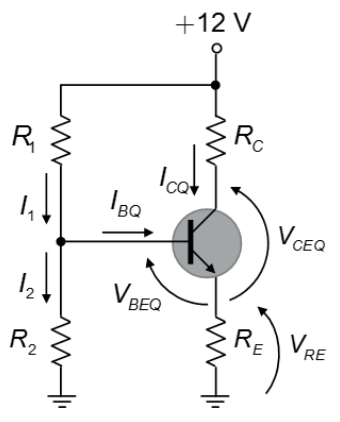 +12 V
R1
RC
I1
IBQ
ICQ
VCEQ
I2
VBEQ
R2
RE
VRE